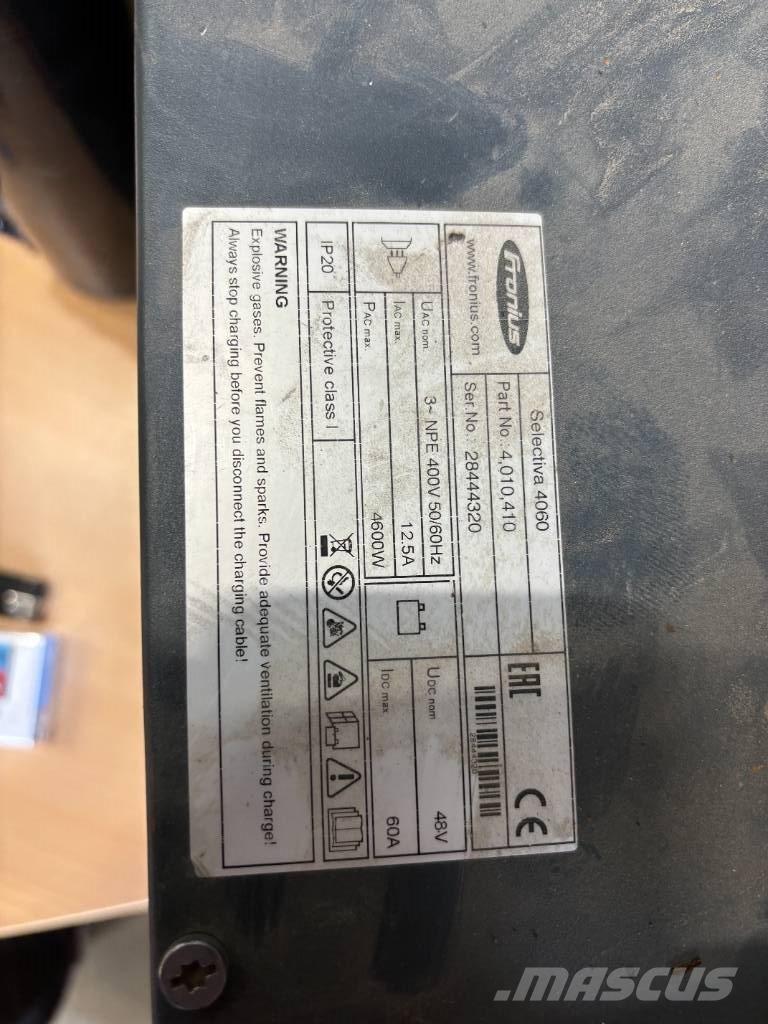 Fronius
www.fronius.com
Selectiva 4060
Part No.: 4,010,410
Ser.No.: 28444320
EAC
CE
28444320
UAC nom. 3~ NPE 400V 50/60Hz
IAC max. 12.5A
PAC max. 4600W
UDC nom 48V
IDC max 60A
IP20 Protective class I
WARNING
Explosive gases. Prevent flames and sparks. Provide adequate ventilation during charge!
Always stop charging before you disconnect the charging cable!
MASCUS